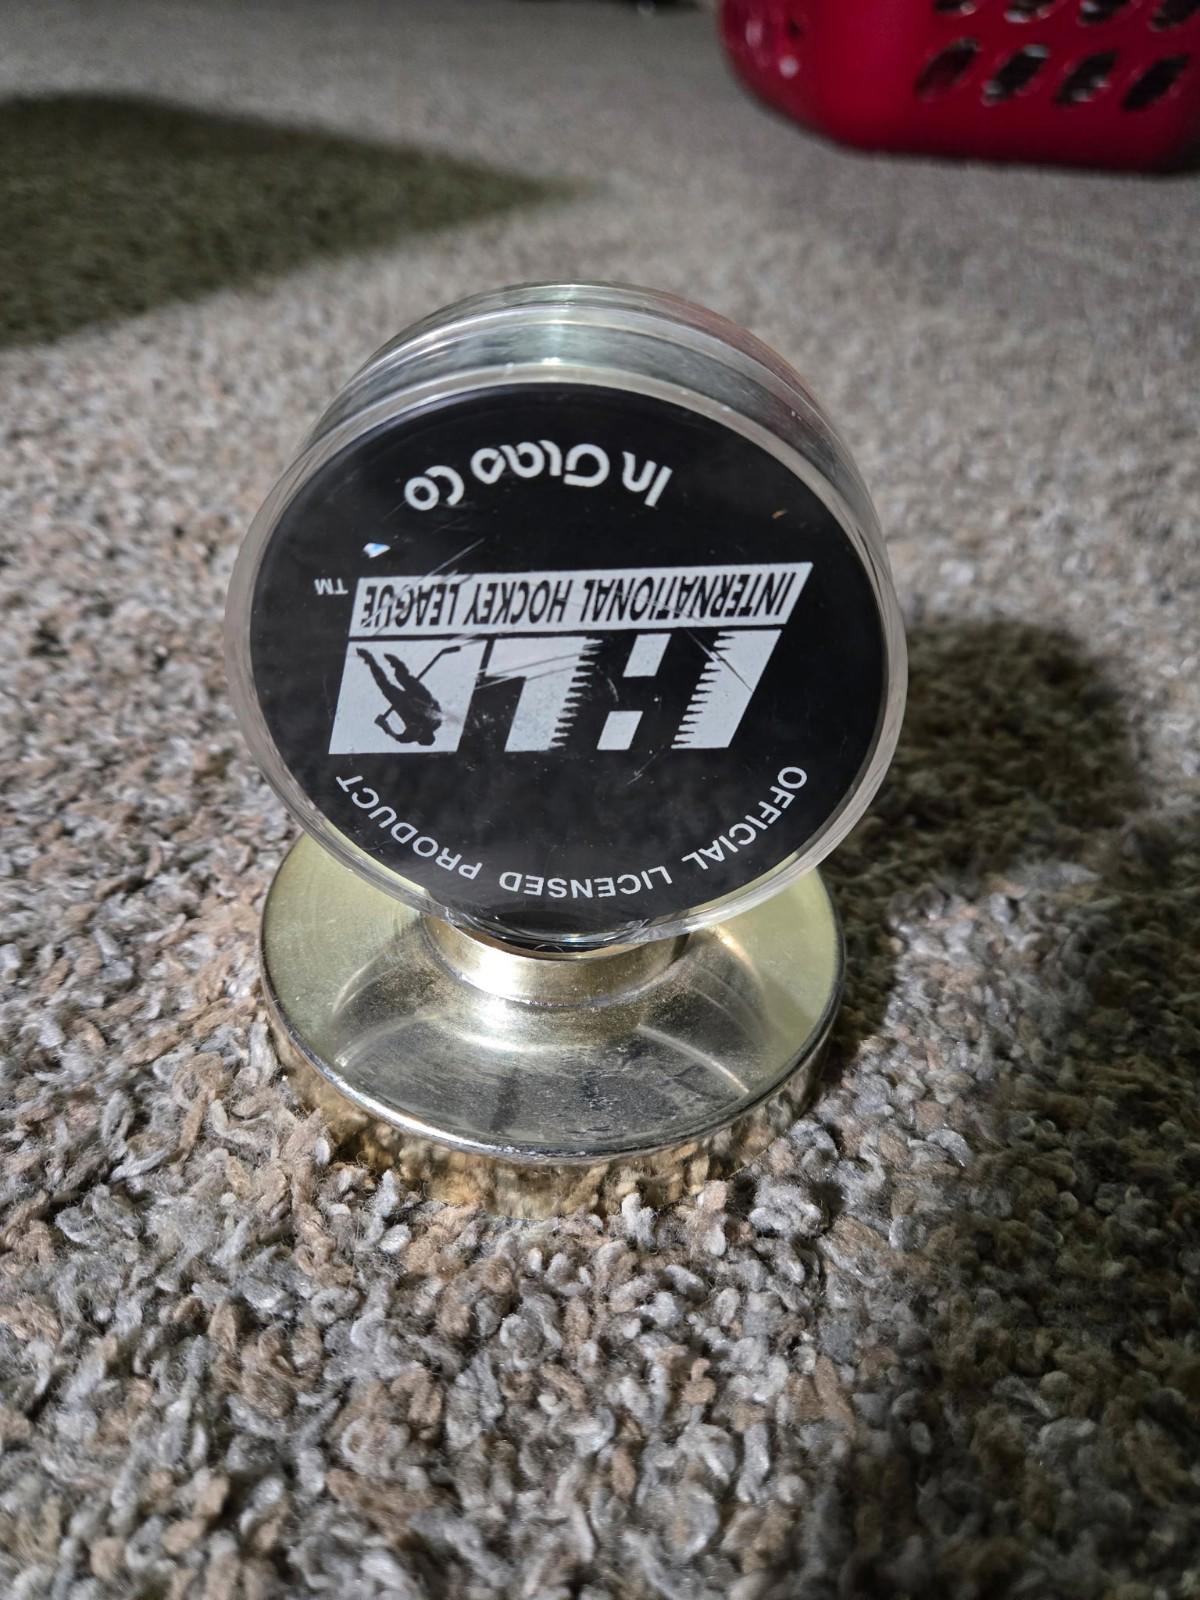 OFFICIAL LICENSED PRODUCT
IHL
INTERNATIONAL HOCKEY LEAGUE TM
In Glas Co